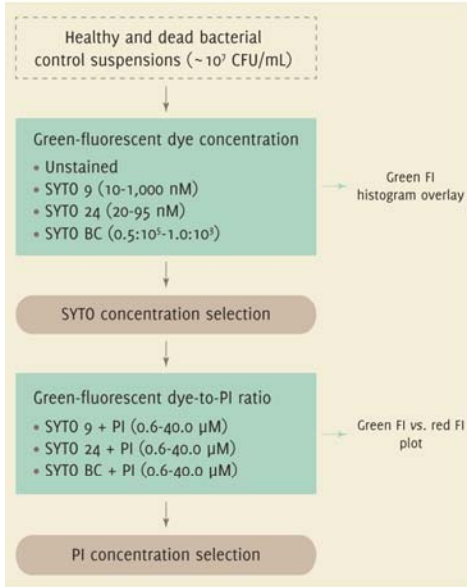 Healthy and dead bacterial
control suspensions (~10⁷ CFU/mL)
Green-fluorescent dye concentration
• Unstained
• SYTO 9 (10-1,000 nM)
• SYTO 24 (20-95 nM)
• SYTO BC (0.5:10⁵-1.0:10³)
Green FI
histogram overlay
SYTO concentration selection
Green-fluorescent dye-to-PI ratio
• SYTO 9 + PI (0.6-40.0 µM)
• SYTO 24 + PI (0.6-40.0 µM)
• SYTO BC + PI (0.6-40.0 µM)
Green FI vs. red FI
plot
PI concentration selection